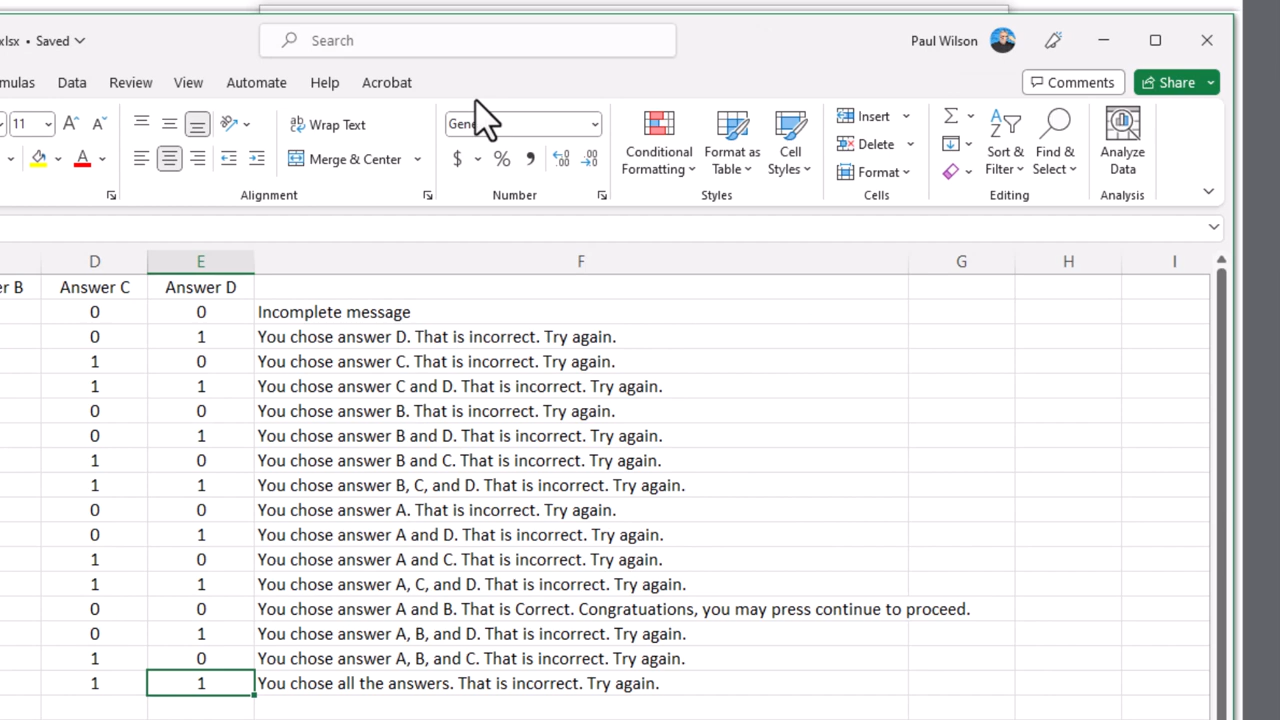 xlsx • Saved
Search
Paul Wilson
mulas Data Review View Automate Help Acrobat
Comments
Share
11
Wrap Text
Merge & Center
Gene
$ %
Conditional Formatting
Format as Table
Cell Styles
Insert
Delete
Format
Sort & Filter
Find & Select
Analyze Data
Alignment
Number
Styles
Cells
Editing
Analysis
D E F G H I
er B Answer C Answer D
0 0 Incomplete message
0 1 You chose answer D. That is incorrect. Try again.
1 0 You chose answer C. That is incorrect. Try again.
1 1 You chose answer C and D. That is incorrect. Try again.
0 0 You chose answer B. That is incorrect. Try again.
0 1 You chose answer B and D. That is incorrect. Try again.
1 0 You chose answer B and C. That is incorrect. Try again.
1 1 You chose answer B, C, and D. That is incorrect. Try again.
0 0 You chose answer A. That is incorrect. Try again.
0 1 You chose answer A and D. That is incorrect. Try again.
1 0 You chose answer A and C. That is incorrect. Try again.
1 1 You chose answer A, C, and D. That is incorrect. Try again.
0 0 You chose answer A and B. That is Correct. Congratuations, you may press continue to proceed.
0 1 You chose answer A, B, and D. That is incorrect. Try again.
1 0 You chose answer A, B, and C. That is incorrect. Try again.
1 1 You chose all the answers. That is incorrect. Try again.